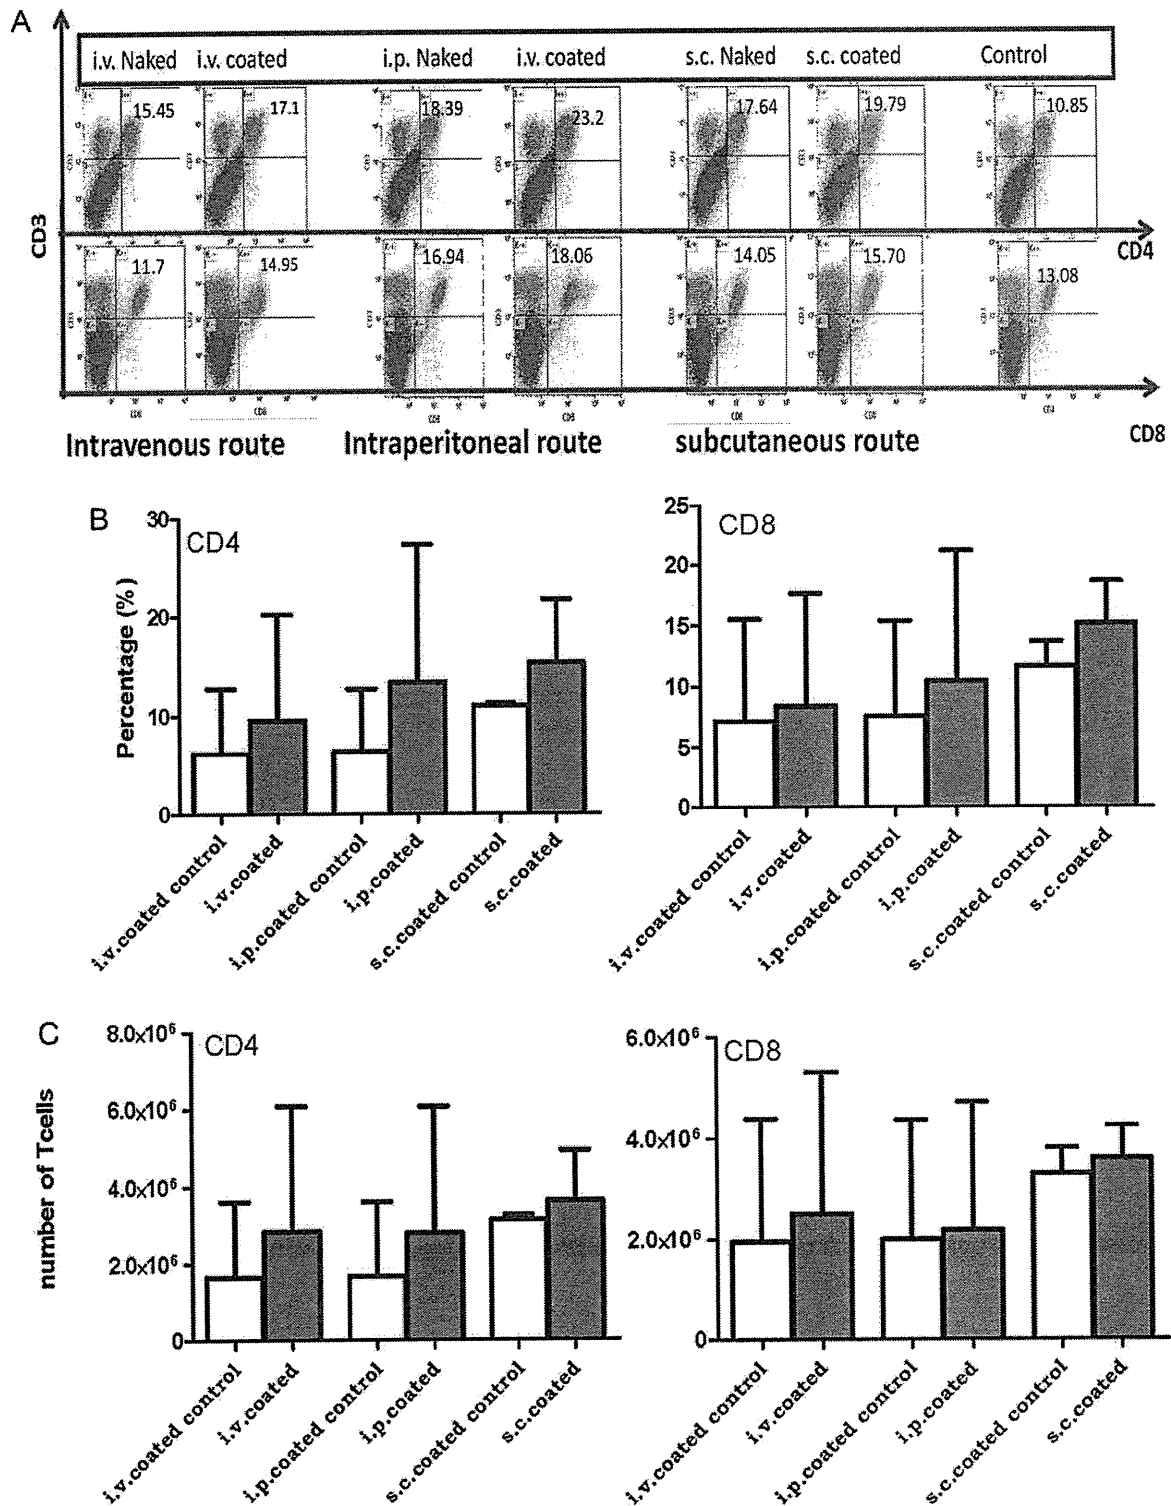 A
i.v. Naked i.v. coated i.p. Naked i.v. coated s.c. Naked s.c. coated Control
15.45 17.1 18.39 23.2 17.64 19.79 10.85
CD3
CD4
11.7 14.95 16.94 18.06 14.05 15.70 13.08
Intravenous route Intraperitoneal route subcutaneous route
CD8
B
CD4
Percentage (%)
30
20
10
0
i.v.coated control
i.v.coated
i.p.coated control
i.p.coated
s.c.coated control
s.c.coated
CD8
25
20
15
10
5
0
i.v.coated control
i.v.coated
i.p.coated control
i.p.coated
s.c.coated control
s.c.coated
C
CD4
number of Tcells
8.0x10⁶
6.0x10⁶
4.0x10⁶
2.0x10⁶
0
i.v.coated control
i.v.coated
i.p.coated control
i.p.coated
s.c.coated control
s.c.coated
CD8
6.0x10⁶
4.0x10⁶
2.0x10⁶
0
i.v.coated control
i.v.coated
i.p.coated control
i.p.coated
s.c.coated control
s.c.coated